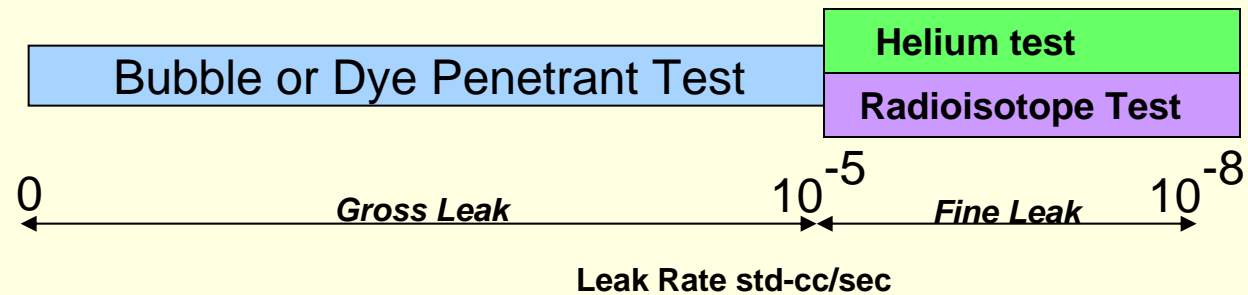 Helium test
Bubble or Dye Penetrant Test
Radioisotope Test
0 Gross Leak 10-5 Fine Leak 10-8
Leak Rate std-cc/sec